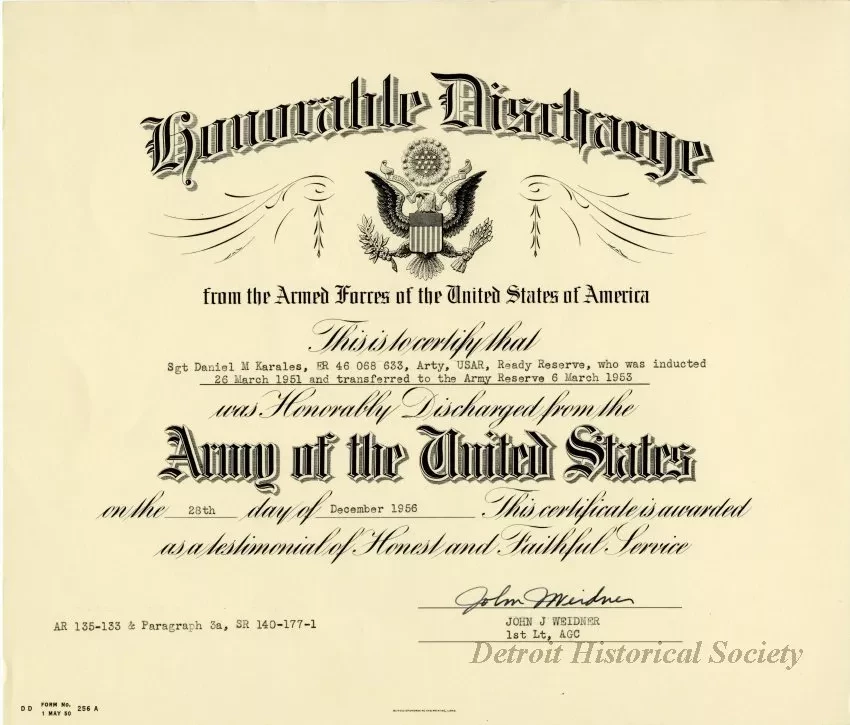 Honorable Discharge
from the Armed Forces of the United States of America
This is to certify that
Sgt Daniel M Karales, ER 46 068 633, Arty, USAR, Ready Reserve, who was inducted
26 March 1951 and transferred to the Army Reserve 6 March 1953
was Honorably Discharged from the
Army of the United States
on the 28th day of December 1956 This certificate is awarded
as a testimonial of Honest and Faithful Service
John Weidner
AR 135-133 & Paragraph 3a, SR 140-177-1
JOHN J WEIDNER
1st Lt, AGC
Detroit Historical Society
DD FORM No. 256 A
1 MAY 50